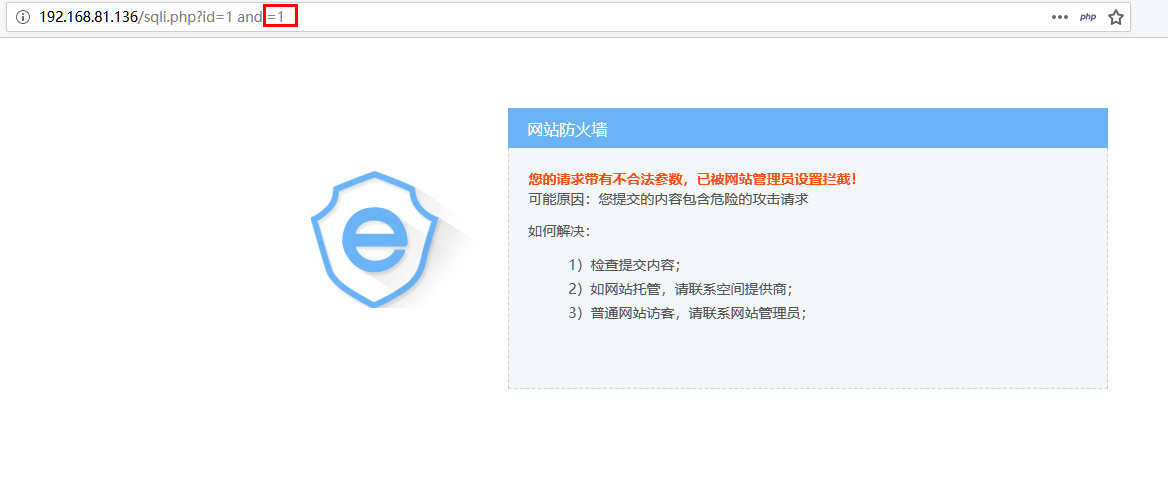 192.168.81.136/sqli.php?id=1 and =1
php
网站防火墙
您的请求带有不合法参数，已被网站管理员设置拦截！
可能原因：您提交的内容包含危险的攻击请求
如何解决：
1）检查提交内容；
2）如网站托管，请联系空间提供商；
3）普通网站访客，请联系网站管理员；